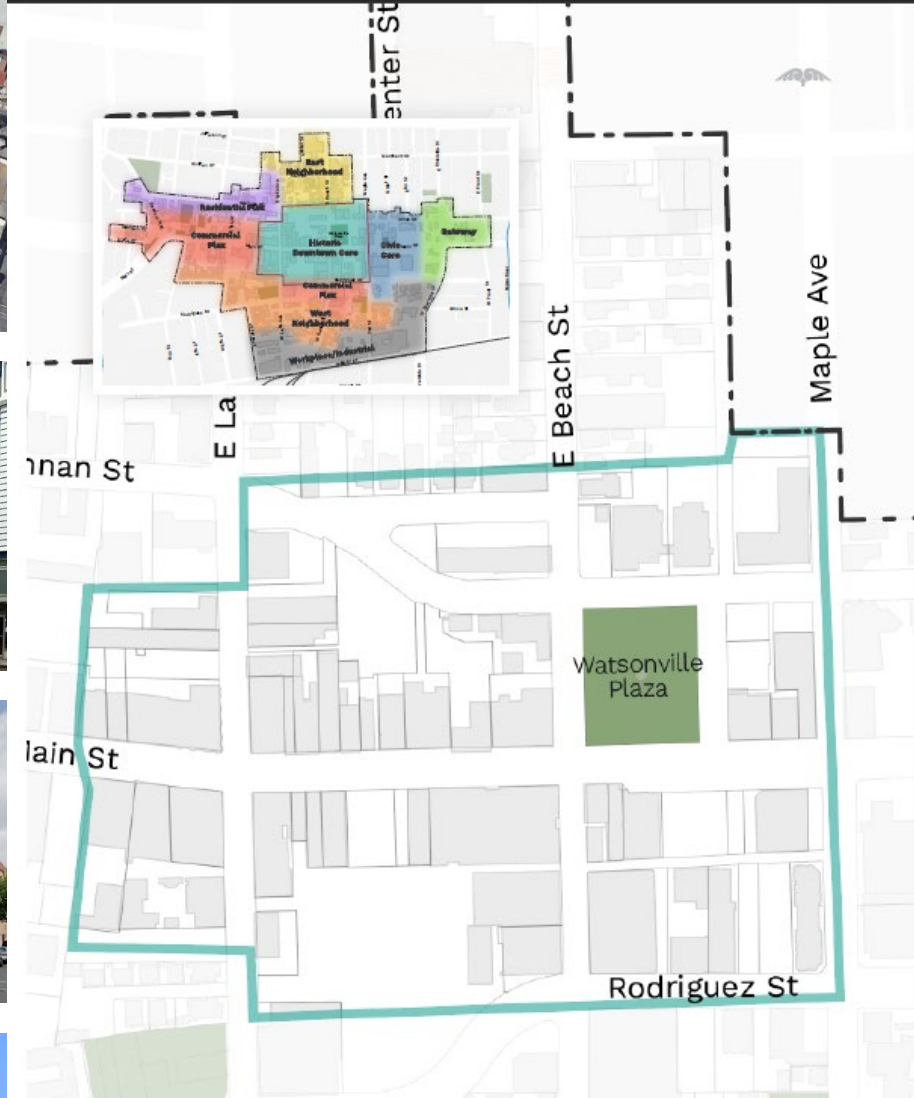 enter St
East
Neighborhood
Residential Flex
Commercial
Flex
Historic
Downtown Core
Civic
Core
Gateway
Commercial
Flex
West
Neighborhood
Workplace/Industrial
E La
E Beach St
Maple Ave
nnan St
Watsonville
Plaza
lain St
Rodriguez St